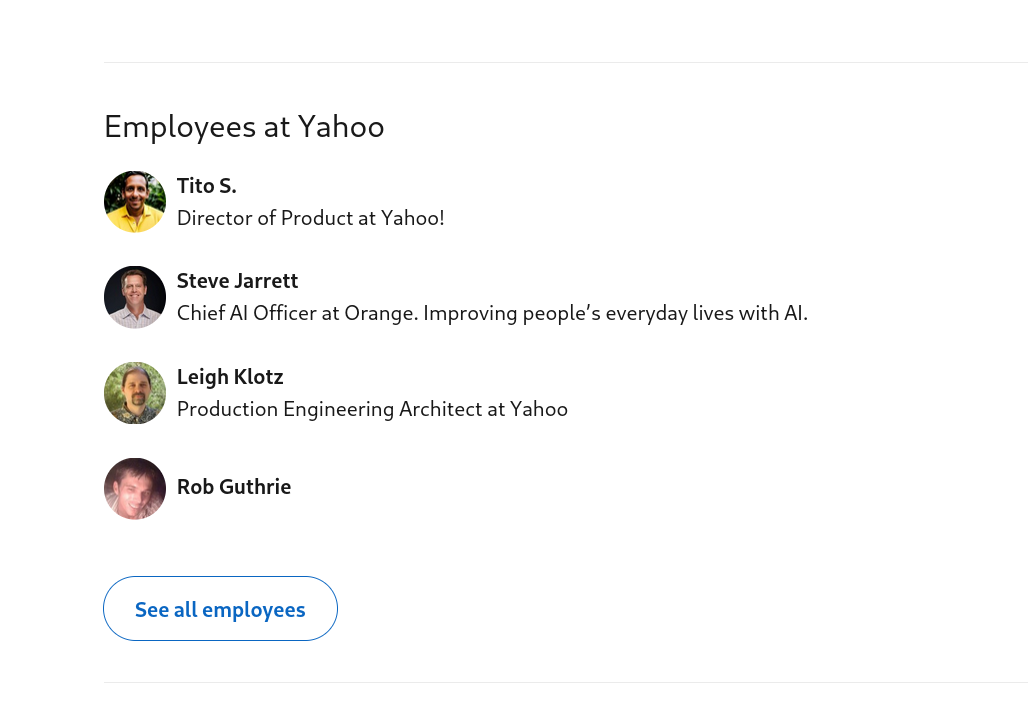 Employees at Yahoo
Tito S.
Director of Product at Yahoo!
Steve Jarrett
Chief AI Officer at Orange. Improving people’s everyday lives with AI.
Leigh Klotz
Production Engineering Architect at Yahoo
Rob Guthrie
See all employees